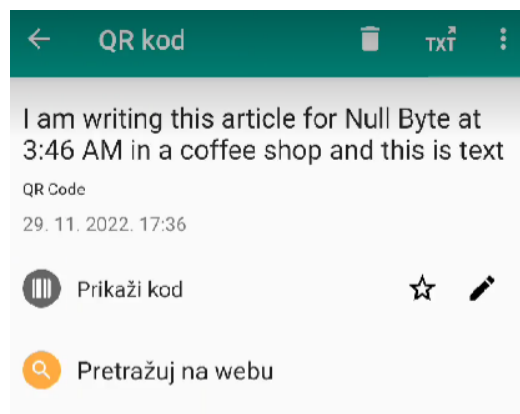 QR kod
TXT
I am writing this article for Null Byte at
3:46 AM in a coffee shop and this is text
QR Code
29. 11. 2022. 17:36
Prikaži kod
Pretražuj na webu